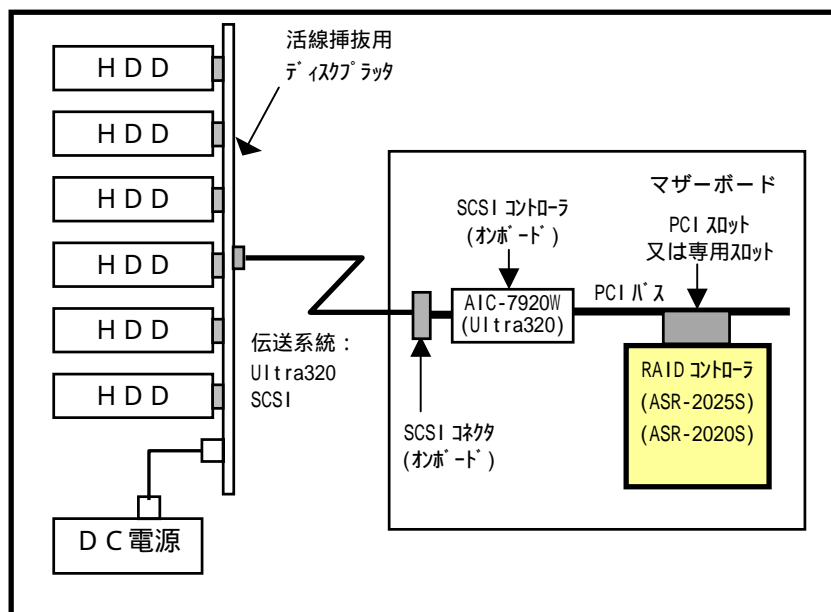 活線挿抜用
ﾃﾞｨｽｸﾌﾟﾗｯﾀ
ＨＤＤ
ＨＤＤ
ＨＤＤ
ＨＤＤ
ＨＤＤ
ＨＤＤ
ＤＣ電源
伝送系統：
Ultra320
SCSI
マザーボード
SCSI ｺﾝﾄﾛｰﾗ
(ｵﾝﾎﾞｰﾄﾞ)
PCI ｽﾛｯﾄ
又は専用ｽﾛｯﾄ
AIC-7920W
(Ultra320)
PCI ﾊﾞｽ
SCSI ｺﾈｸﾀ
(ｵﾝﾎﾞｰﾄﾞ)
RAID ｺﾝﾄﾛｰﾗ
(ASR-2025S)
(ASR-2020S)